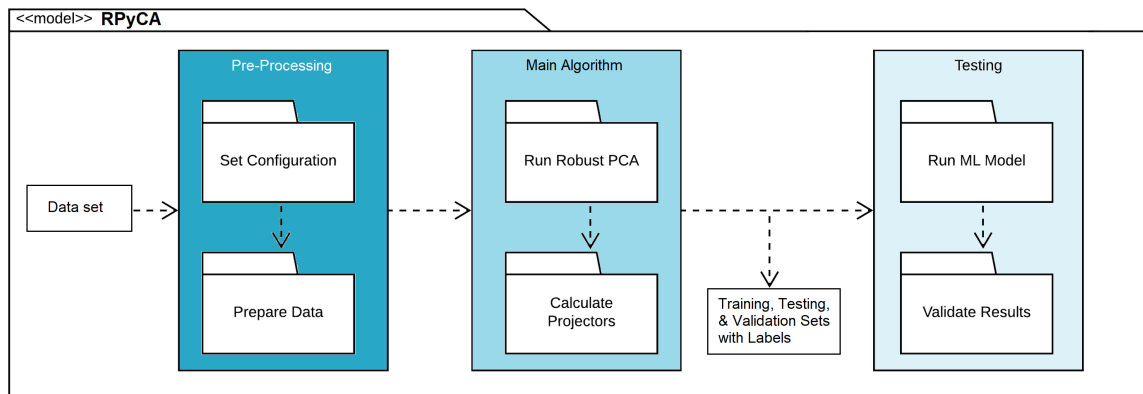 <<model>> RPyCA
Pre-Processing
Set Configuration
Prepare Data
Data set
Main Algorithm
Run Robust PCA
Calculate
Projectors
Training, Testing,
& Validation Sets
with Labels
Testing
Run ML Model
Validate Results